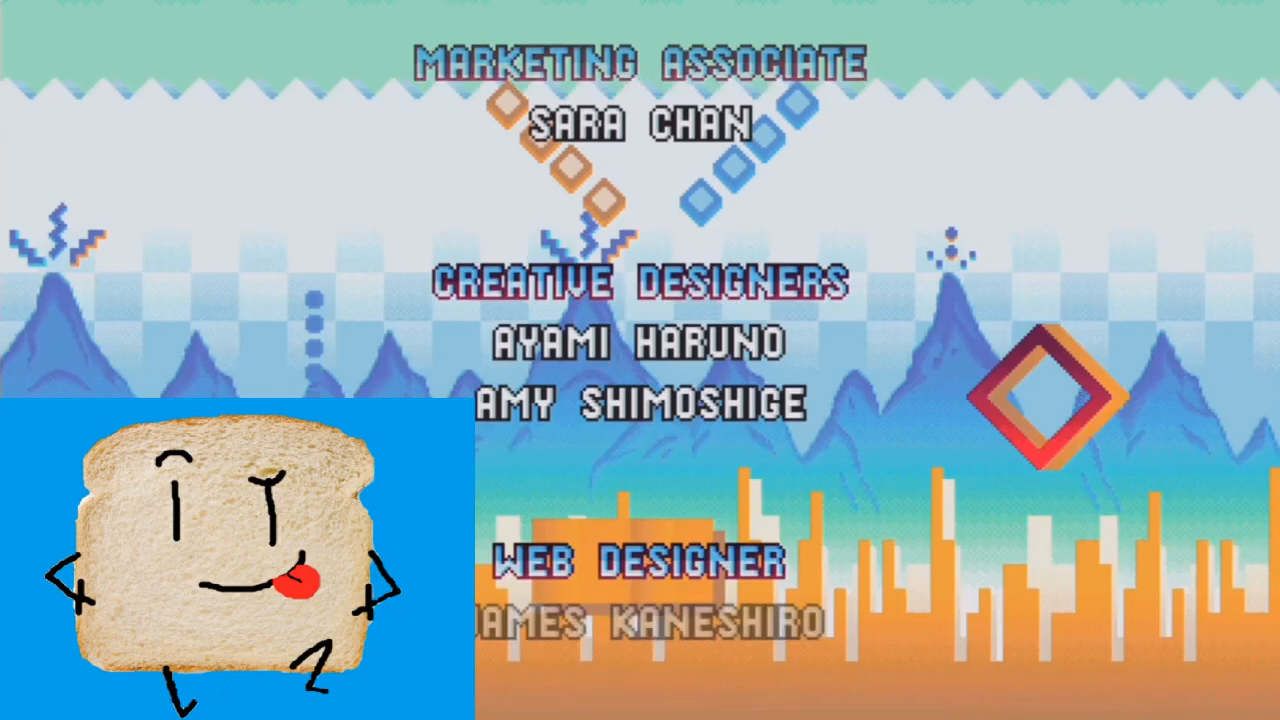 MARKETING ASSOCIATE
SARA CHAN
CREATIVE DESIGNERS
AYAMI HARUNO
AMY SHIMOSHIGE
WEB DESIGNER
JAMES KANESHIRO